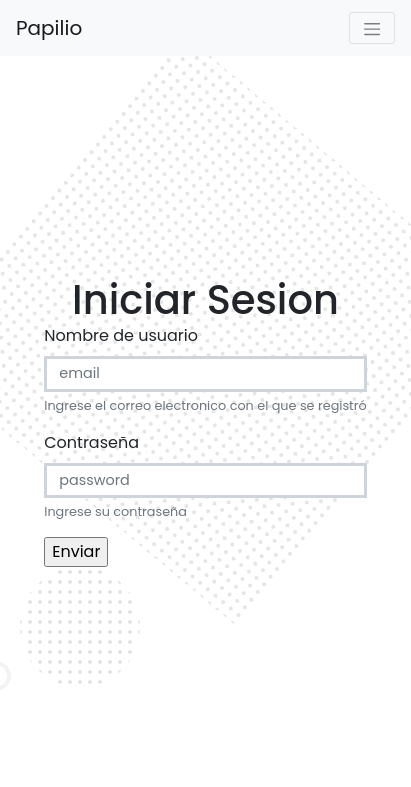 Papilio
Iniciar Sesion
Nombre de usuario
email
Ingrese el correo electronico con el que se registró
Contraseña
password
Ingrese su contraseña
Enviar